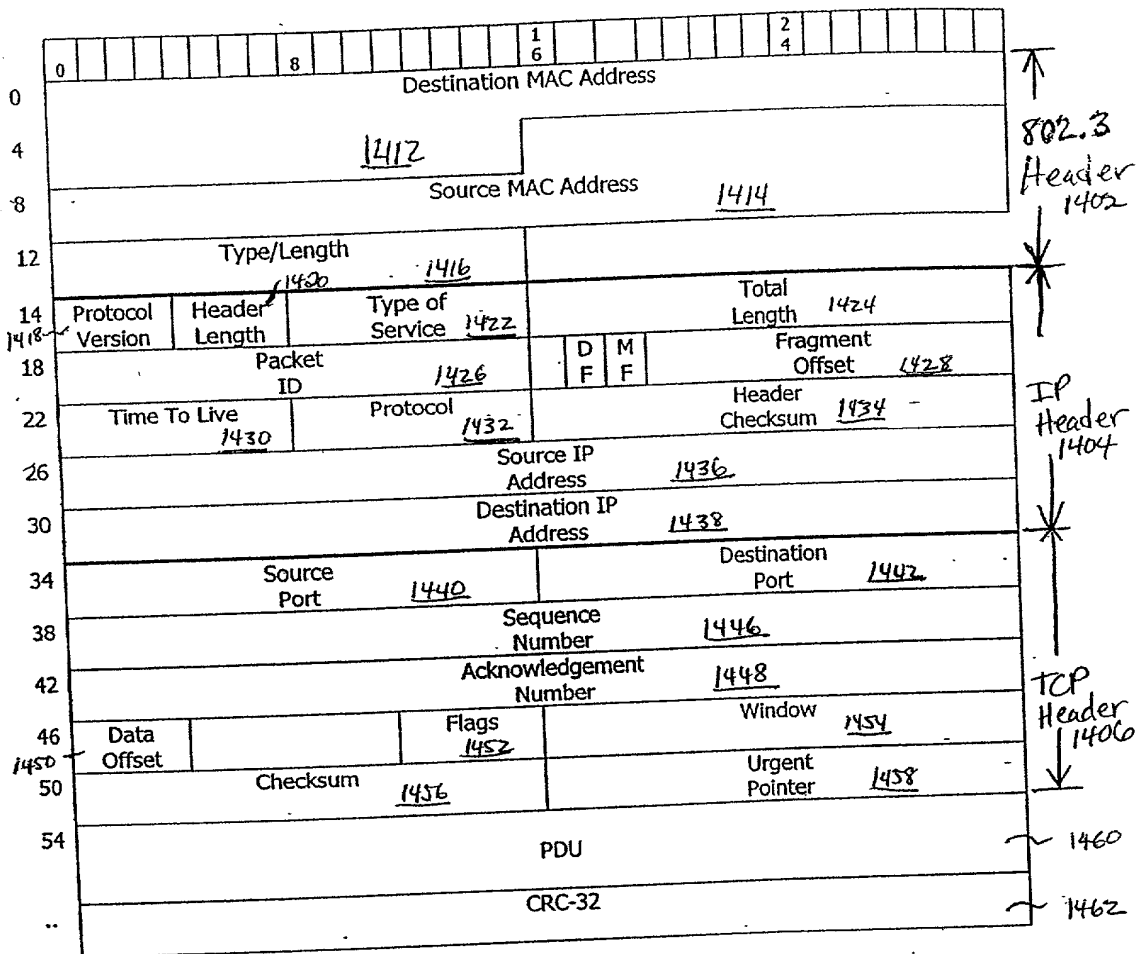 0 8 16 24
0 Destination MAC Address
4 1412
8 Source MAC Address 1414
802.3
Header
1402
12 Type/Length 1416
1420
14 Protocol Version Header Length Type of Service 1422 Total Length 1424
1418
18 Packet ID 1426 DF MF Fragment Offset 1428
22 Time To Live 1430 Protocol 1432 Header Checksum 1434
IP
Header
1404
26 Source IP Address 1436
30 Destination IP Address 1438
34 Source Port 1440 Destination Port 1442
38 Sequence Number 1446
42 Acknowledgement Number 1448
TCP
Header
1406
46 Data Offset Flags 1452 Window 1454
1450
50 Checksum 1456 Urgent Pointer 1458
54 PDU 1460
.. CRC-32 1462